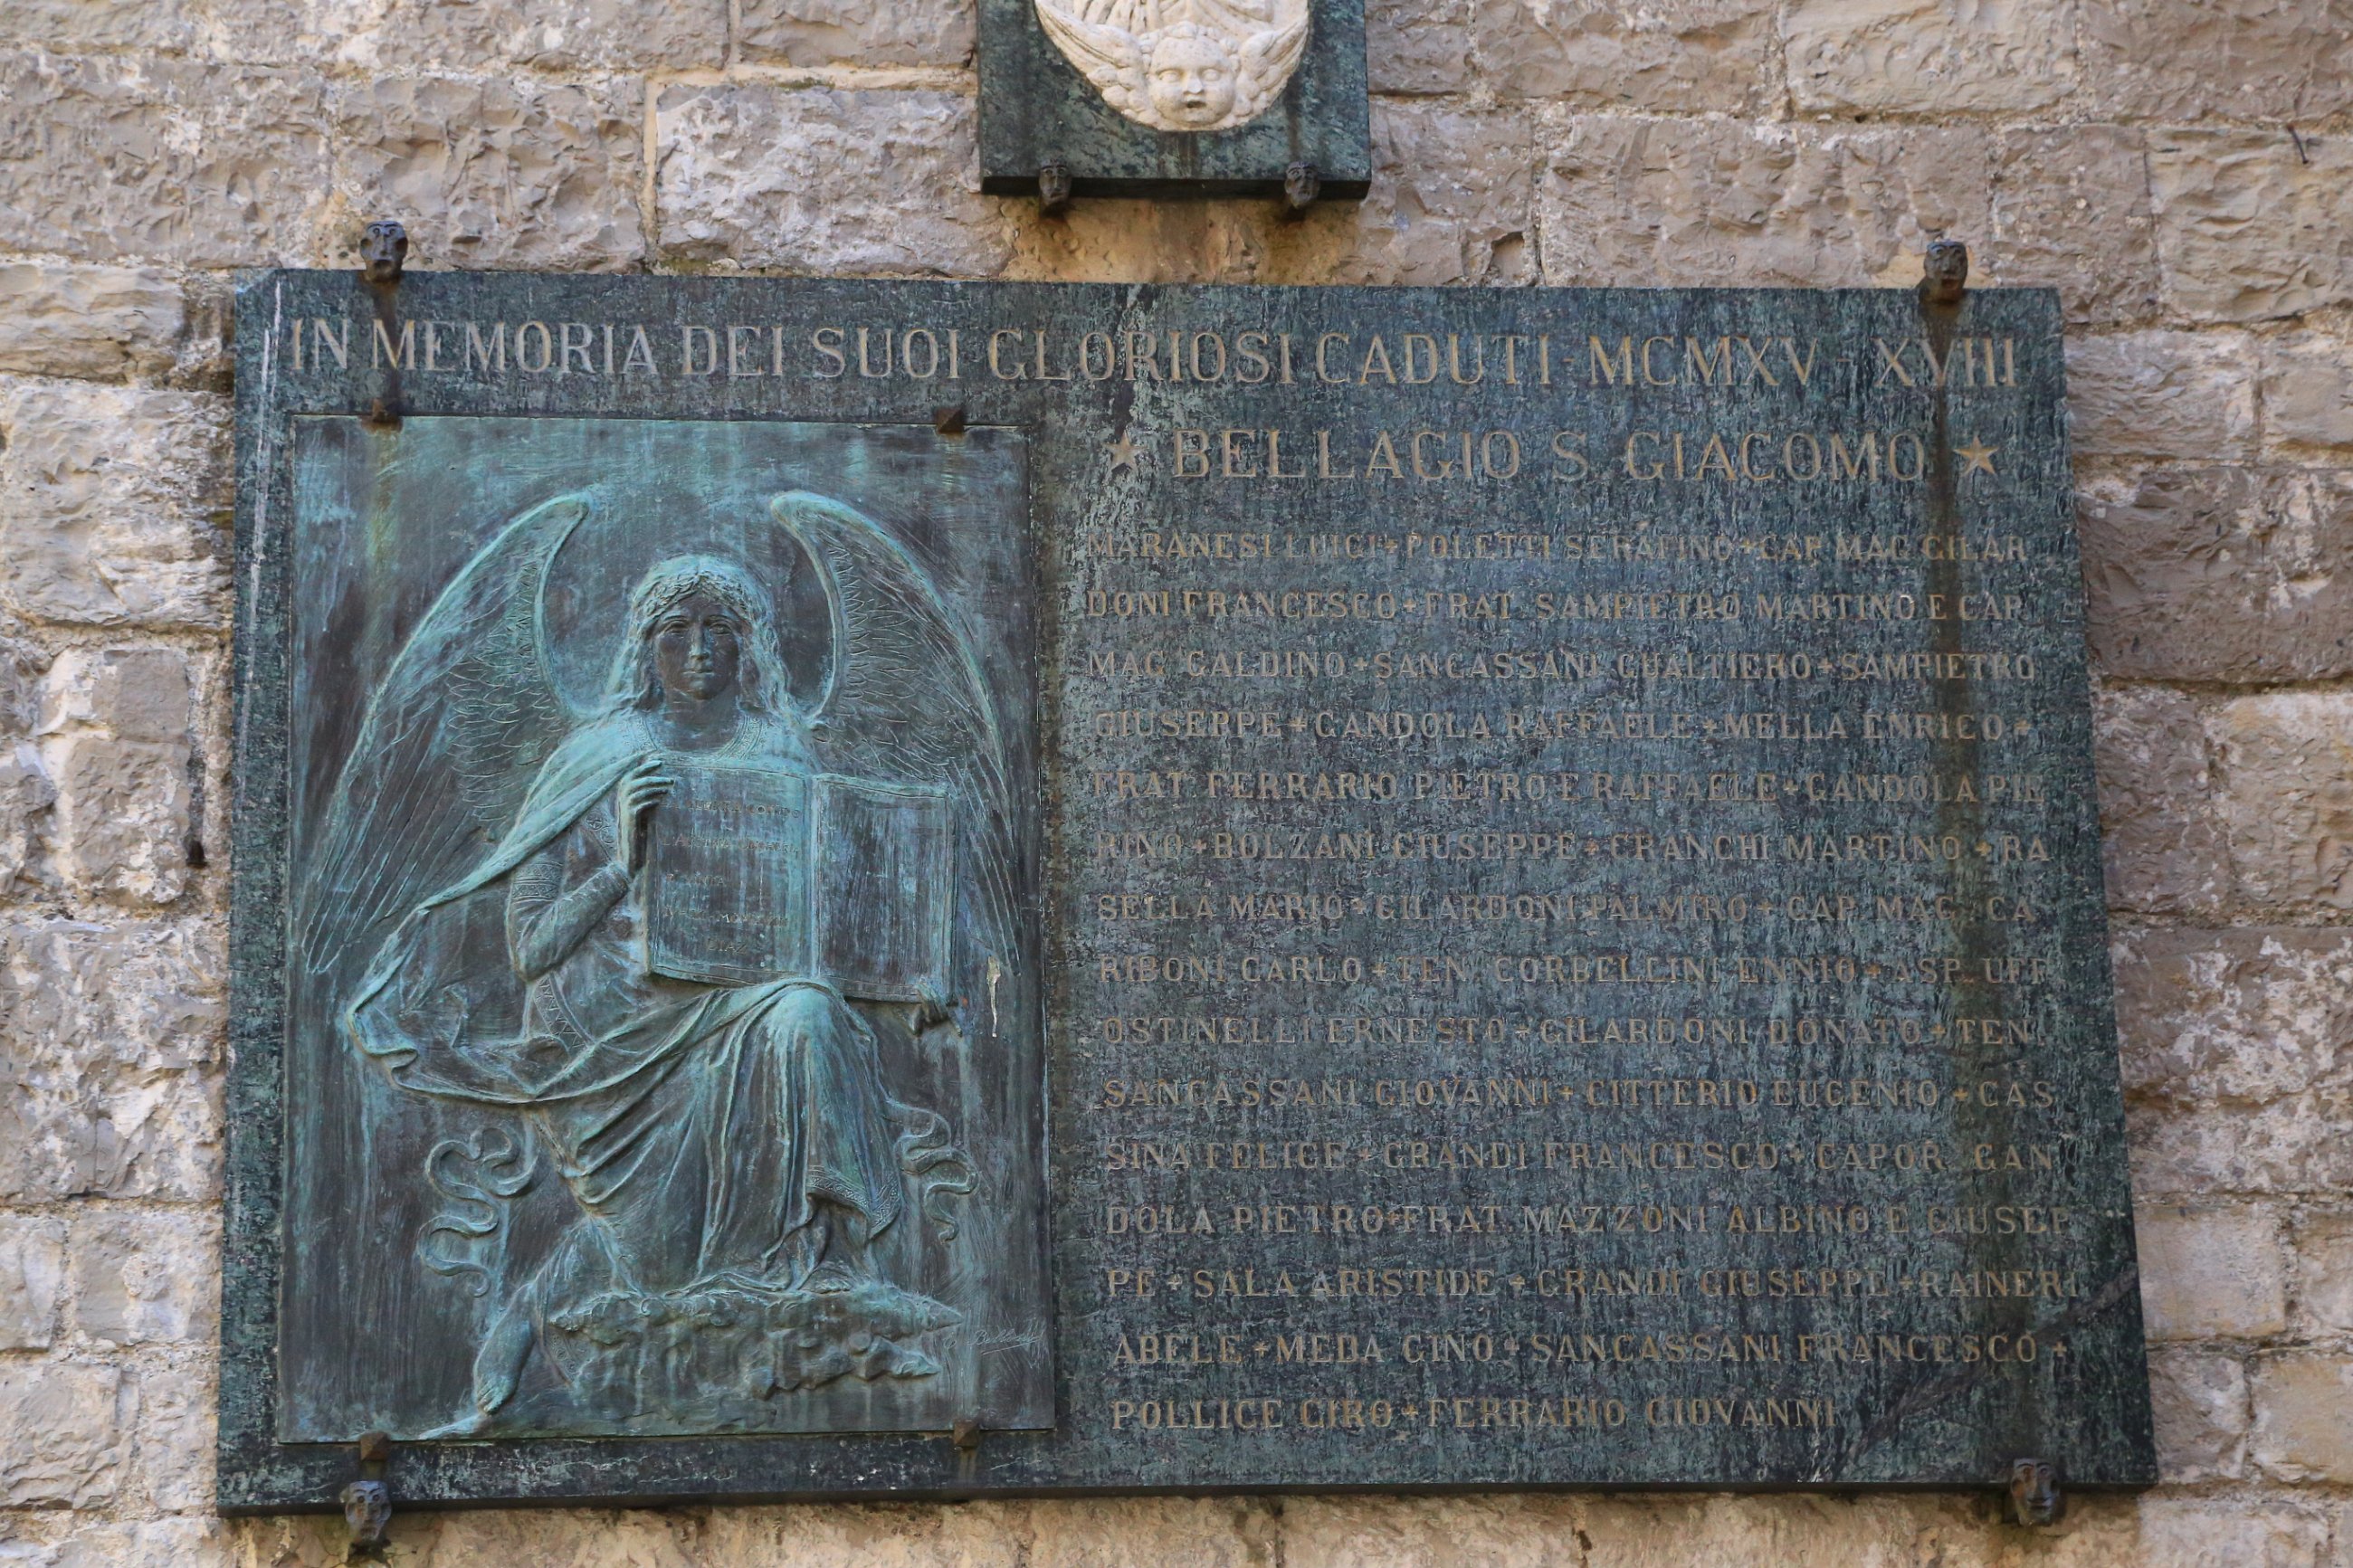 IN MEMORIA DEI SUOI GLORIOSI CADUTI - MCMXV - XVIII
★ BELLAGIO S. GIACOMO ★
MARANESI LUIGI + POLETTI SERAFINO + CAP. MAG. GILAR
DONI FRANCESCO + FRAT. SAMPIETRO MARTINO E CAP.
MAG. GALDINO + SANCASSANI GUALTIERO + SAMPIETRO
GIUSEPPE + GANDOLA RAFFAELE + MELLA ENRICO +
FRAT. FERRARIO PIETRO E RAFFAELE + GANDOLA PIE
RINO + BOLZANI GIUSEPPE + GRANCHI MARTINO + RA
SELLA MARIO + GILARDONI PALMIRO + CAP. MAG. CA
RIBONI CARLO + TEN. CORBELLINI ENNIO + ASP. UFF.
OSTINELLI ERNESTO + GILARDONI DONATO + TEN.
SANCASSANI GIOVANNI + CITTERIO EUGENIO + CAS
SINA FELICE + GRANDI FRANCESCO + CAPOR. GAN
DOLA PIETRO + FRAT. MAZZONI ALBINO E GIUSEP
PE + SALA ARISTIDE + GRANDI GIUSEPPE + RAINERI
ABELE + MEDA GINO + SANCASSANI FRANCESCO +
POLLICE CIRO + FERRARIO GIOVANNI
DIAZ